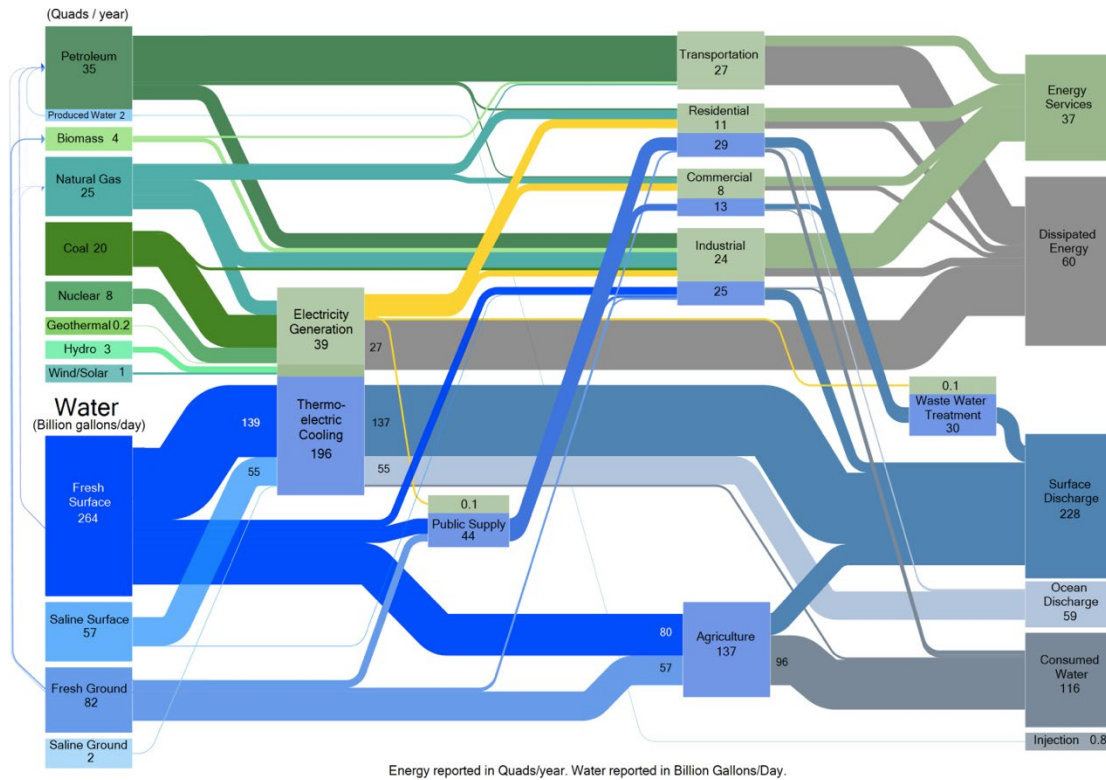 (Quads / year)
Petroleum
35
Produced Water 2
Biomass 4
Natural Gas
25
Coal 20
Nuclear 8
Geothermal 0.2
Hydro 3
Wind/Solar 1
Water
(Billion gallons/day)
Fresh
Surface
264
Saline Surface
57
Fresh Ground
82
Saline Ground
2
Electricity
Generation
39
27
Thermo-
electric
Cooling
196
139
55
137
55
0.1
Public Supply
44
Transportation
27
Residential
11
29
Commercial
8
13
Industrial
24
25
80
57
Agriculture
137
96
0.1
Waste Water
Treatment
30
Energy
Services
37
Dissipated
Energy
60
Surface
Discharge
228
Ocean
Discharge
59
Consumed
Water
116
Injection 0.8
Energy reported in Quads/year. Water reported in Billion Gallons/Day.